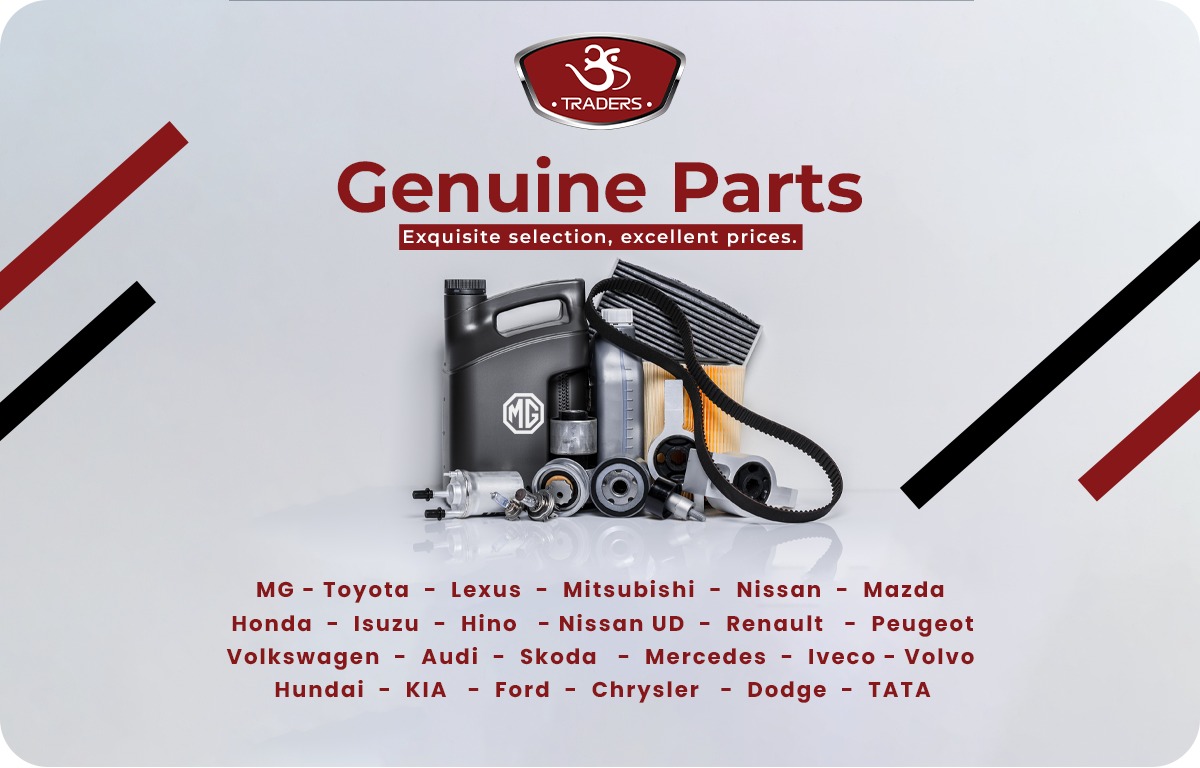 • TRADERS •
Genuine Parts
Exquisite selection, excellent prices.
MG
MG - Toyota - Lexus - Mitsubishi - Nissan - Mazda
Honda - Isuzu - Hino - Nissan UD - Renault - Peugeot
Volkswagen - Audi - Skoda - Mercedes - Iveco - Volvo
Hundai - KIA - Ford - Chrysler - Dodge - TATA